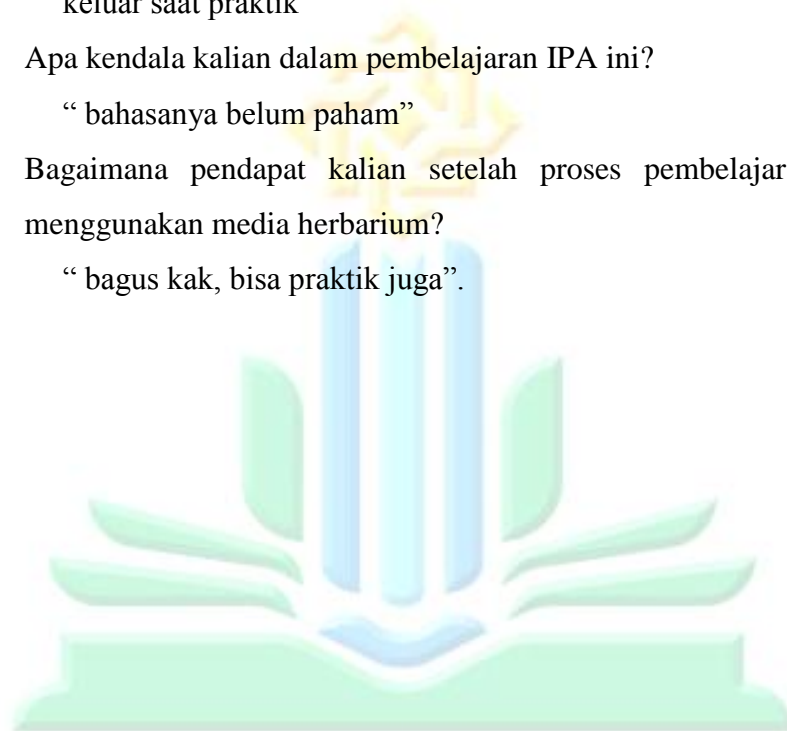 keluar saat praktik
Apa kendala kalian dalam pembelajaran IPA ini?
“ bahasanya belum paham”
Bagaimana pendapat kalian setelah proses pembelajar
menggunakan media herbarium?
“ bagus kak, bisa praktik juga”.